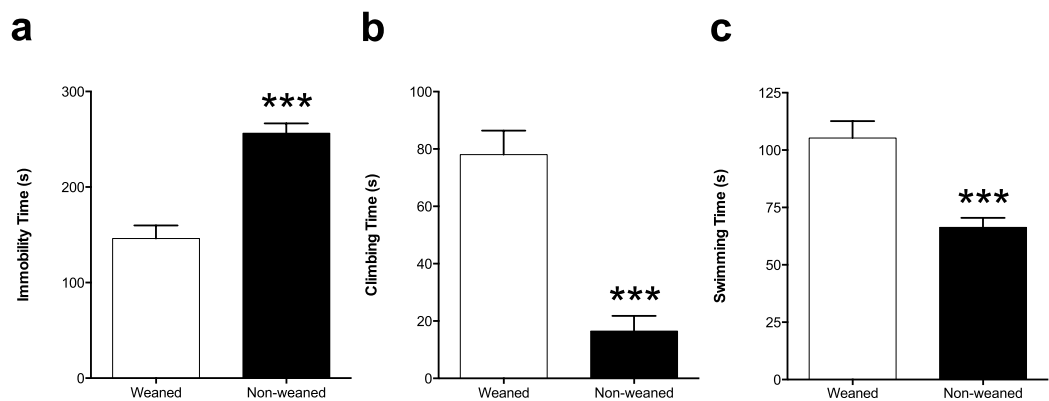 a
Immobility Time (s)
300
200
100
0
***
Weaned Non-weaned
b
Climbing Time (s)
100
80
60
40
20
0
***
Weaned Non-weaned
c
Swimming Time (s)
125
100
75
50
25
0
***
Weaned Non-weaned